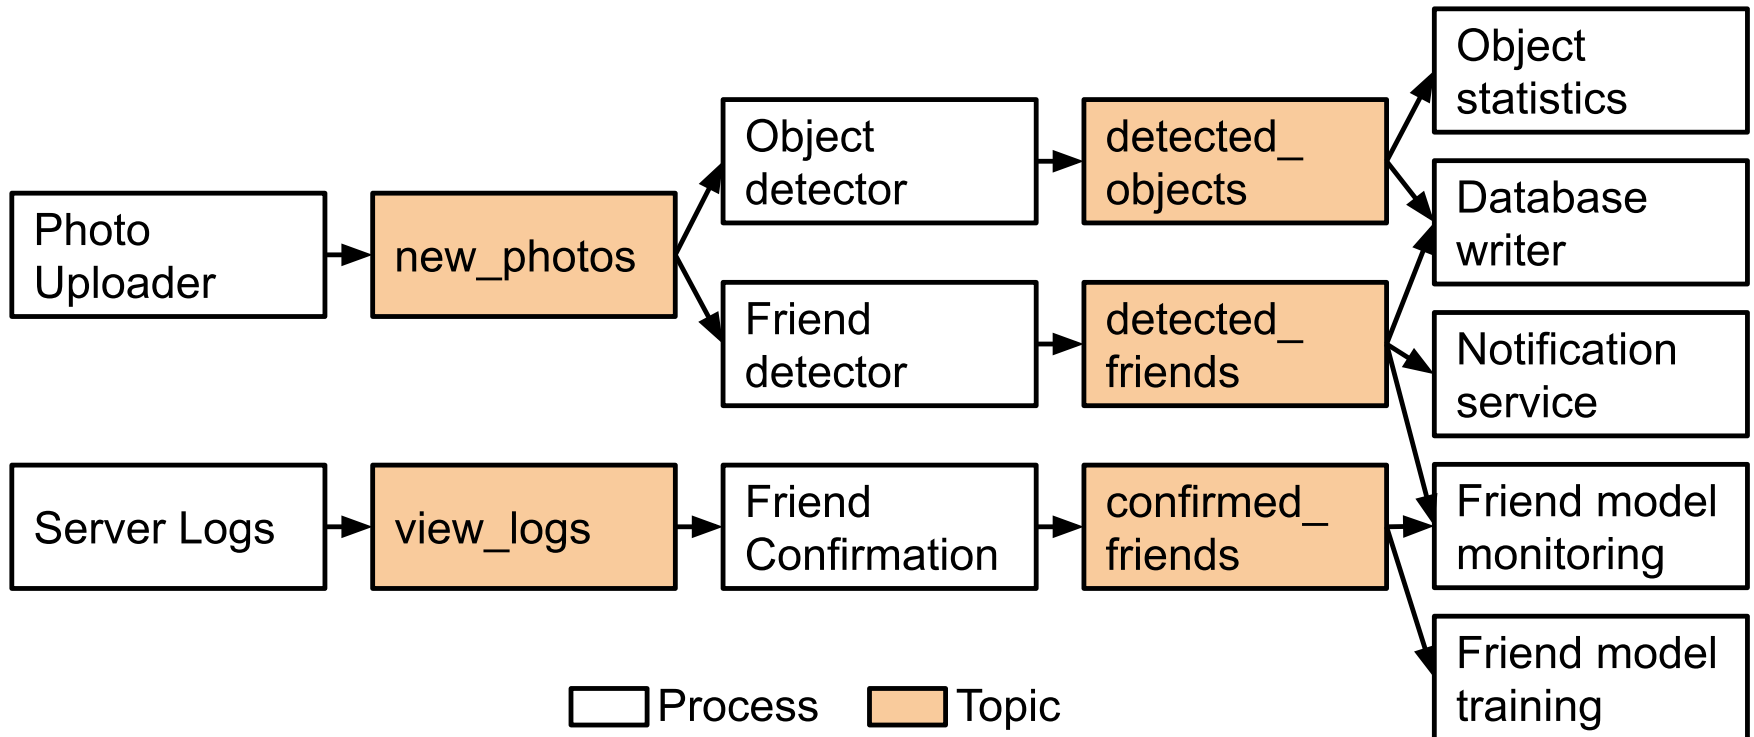 Photo
Uploader
new_photos
Object
detector
detected_
objects
Object
statistics
Database
writer
Friend
detector
detected_
friends
Notification
service
Server Logs
view_logs
Friend
Confirmation
confirmed_
friends
Friend model
monitoring
Friend model
training
Process
Topic